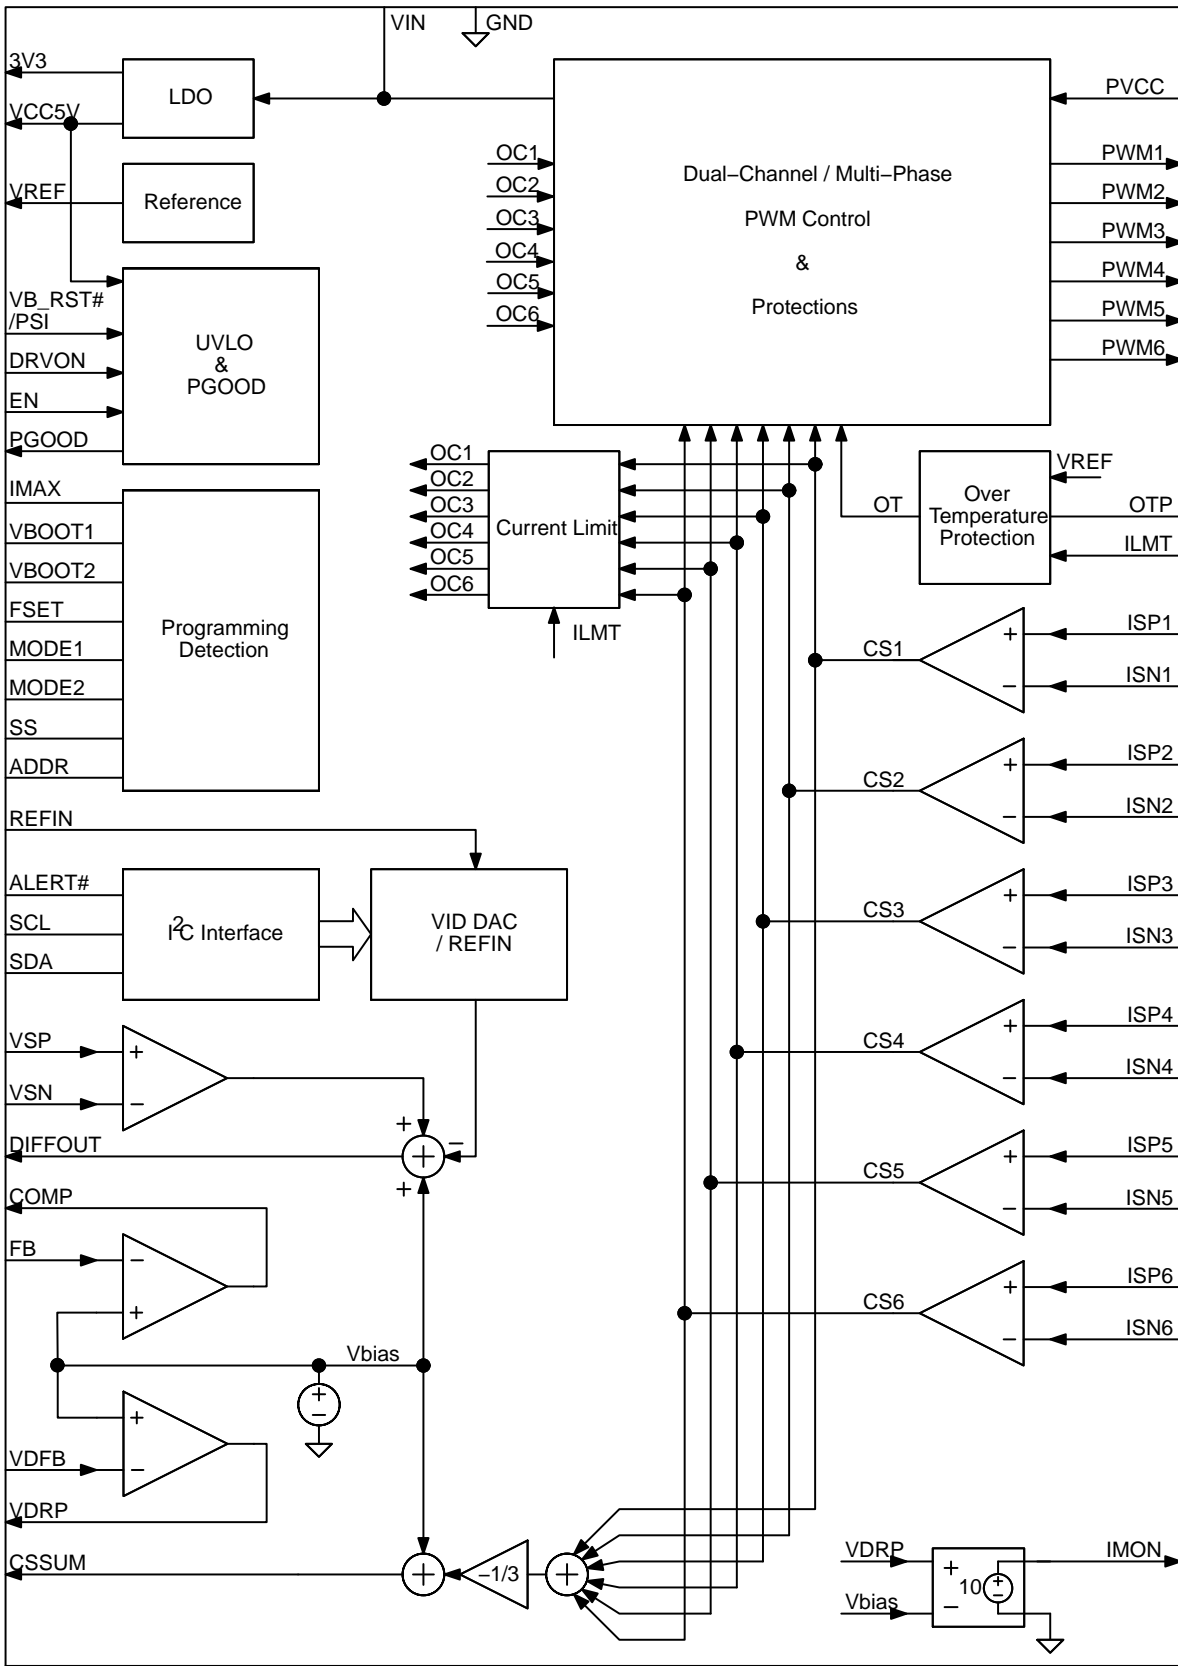 VIN
GND
3V3
VCC5V
LDO
VREF
Reference
VB_RST#
/PSI
DRVON
EN
PGOOD
UVLO
&
PGOOD
IMAX
VBOOT1
VBOOT2
FSET
MODE1
MODE2
SS
ADDR
Programming
Detection
OC1
OC2
OC3
OC4
OC5
OC6
Dual-Channel / Multi-Phase
PWM Control
&
Protections
PVCC
PWM1
PWM2
PWM3
PWM4
PWM5
PWM6
OC1
OC2
OC3
OC4
OC5
OC6
Current Limit
ILMT
OT
Over
Temperature
Protection
VREF
OTP
ILMT
CS1
+
−
ISP1
ISN1
CS2
+
−
ISP2
ISN2
CS3
+
−
ISP3
ISN3
CS4
+
−
ISP4
ISN4
CS5
+
−
ISP5
ISN5
CS6
+
−
ISP6
ISN6
REFIN
ALERT#
SCL
SDA
I2C Interface
VID DAC
/ REFIN
VSP
+
VSN
−
DIFFOUT
+
−
+
+
COMP
FB
−
+
Vbias
+
−
+
VDFB
−
VDRP
CSSUM
+
−1/3
+
VDRP
Vbias
+
−
10
+
−
IMON